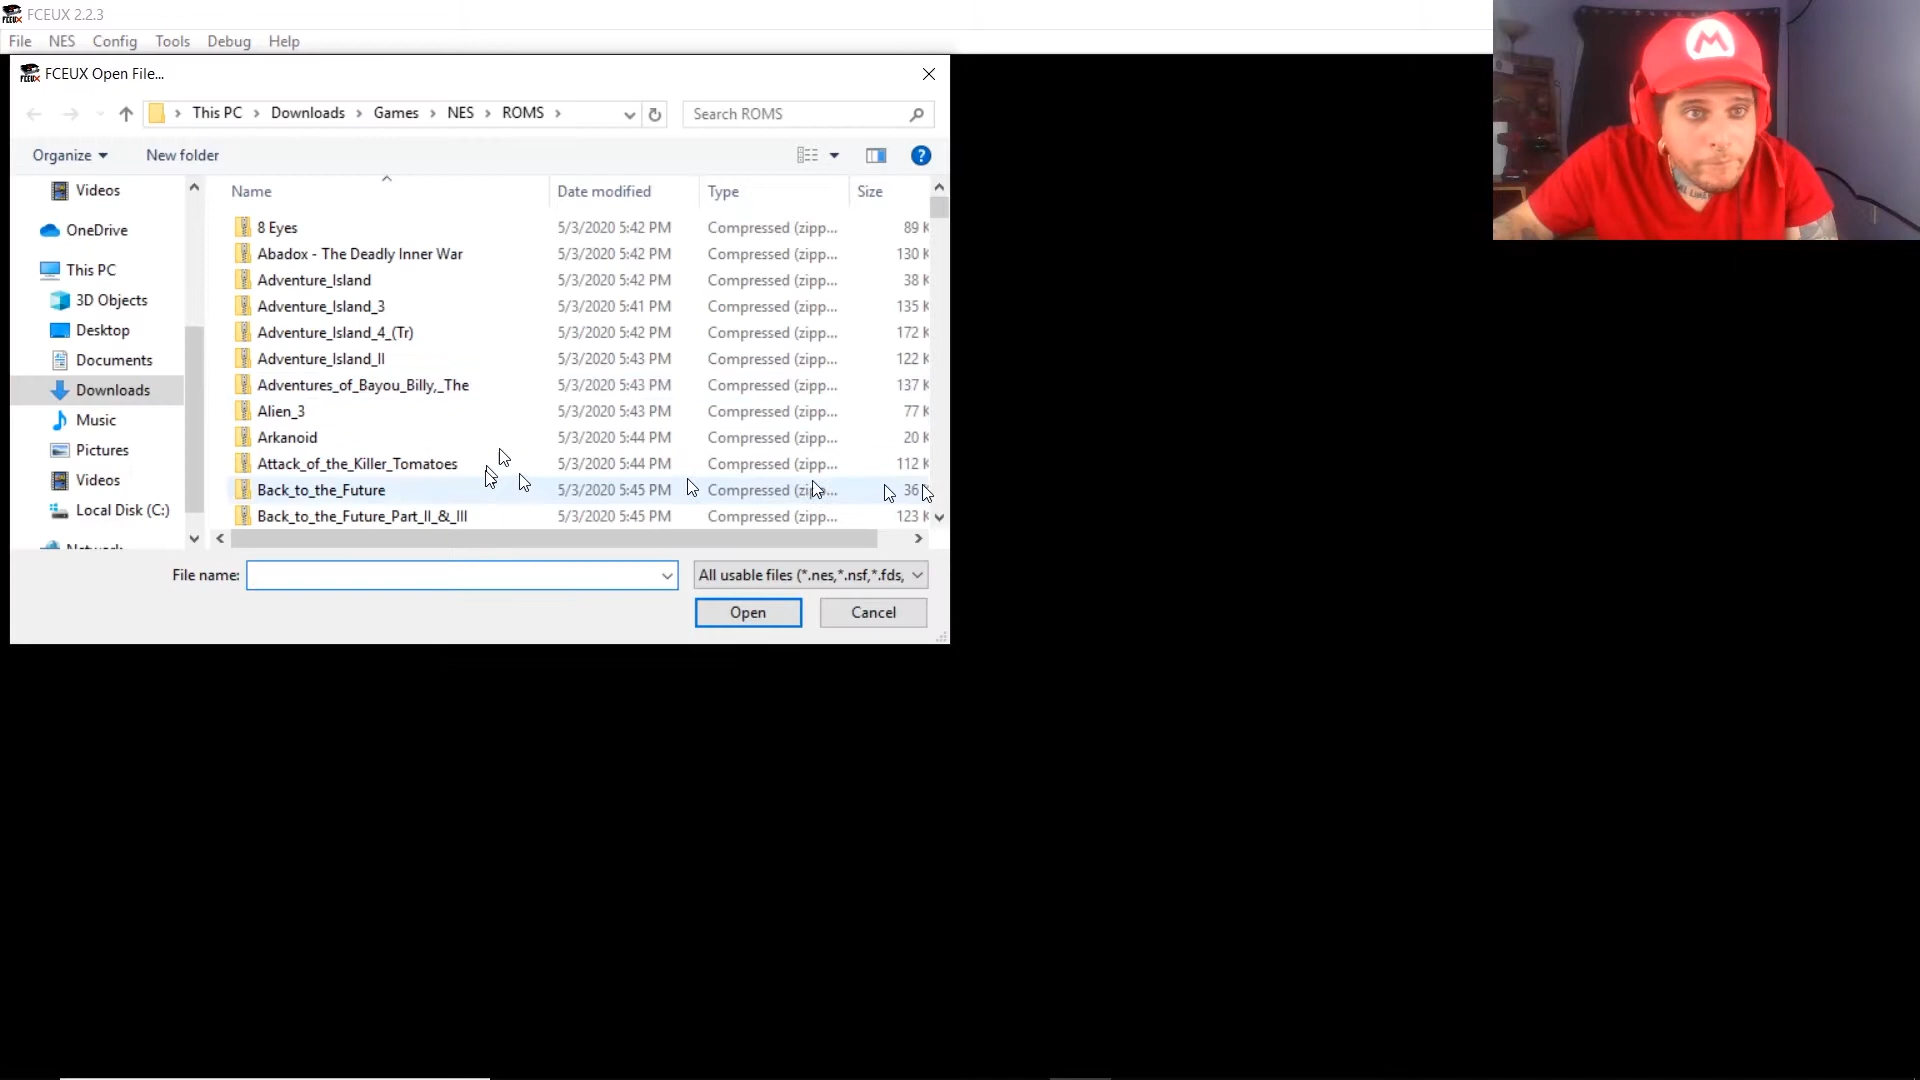 FCEUX 2.2.3
File NES Config Tools Debug Help
FCEUX Open File...
This PC > Downloads > Games > NES > ROMS >
Search ROMS
Organize New folder
Name Date modified Type Size
Videos
OneDrive
This PC
3D Objects
Desktop
Documents
Downloads
Music
Pictures
Videos
Local Disk (C:)
8 Eyes 5/3/2020 5:42 PM Compressed (zipp... 89 K
Abadox - The Deadly Inner War 5/3/2020 5:42 PM Compressed (zipp... 130 K
Adventure_Island 5/3/2020 5:42 PM Compressed (zipp... 38 K
Adventure_Island_3 5/3/2020 5:41 PM Compressed (zipp... 135 K
Adventure_Island_4_(Tr) 5/3/2020 5:42 PM Compressed (zipp... 172 K
Adventure_Island_II 5/3/2020 5:43 PM Compressed (zipp... 122 K
Adventures_of_Bayou_Billy,_The 5/3/2020 5:43 PM Compressed (zipp... 137 K
Alien_3 5/3/2020 5:43 PM Compressed (zipp... 77 K
Arkanoid 5/3/2020 5:44 PM Compressed (zipp... 20 K
Attack_of_the_Killer_Tomatoes 5/3/2020 5:44 PM Compressed (zipp... 112 K
Back_to_the_Future 5/3/2020 5:45 PM Compressed 36
Back_to_the_Future_Part_II_&_III 5/3/2020 5:45 PM Compressed (zipp... 123 K
File name:
All usable files (*.nes,*.nsf,*.fds,
Open Cancel
M